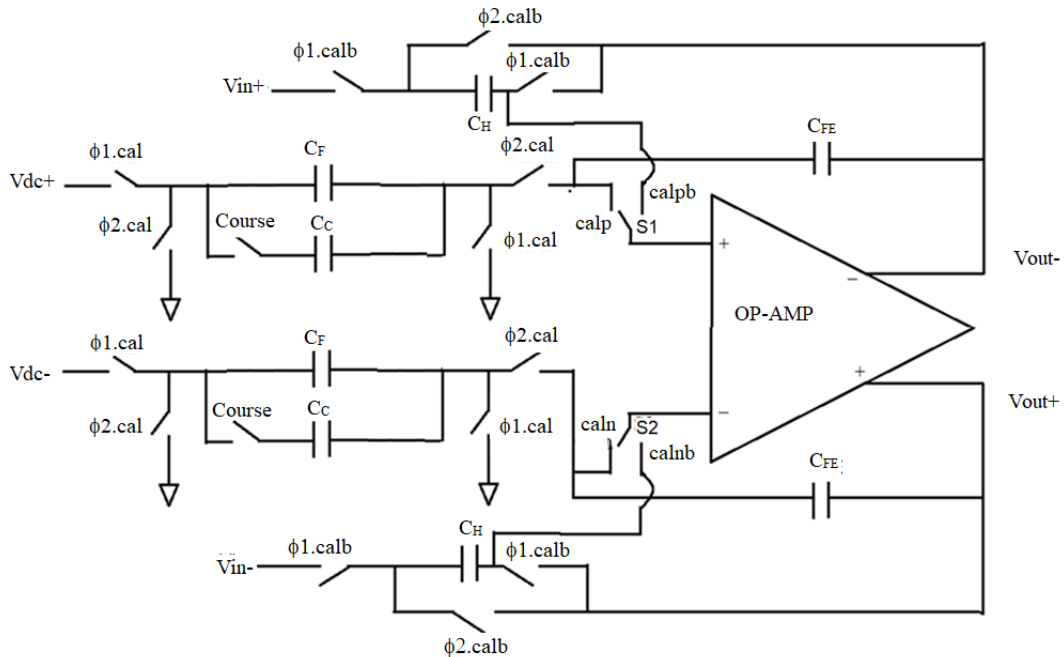 ϕ2.calb
ϕ1.calb
ϕ1.calb
Vin+
CH
CFE
ϕ2.cal
ϕ1.cal
CF
Vdc+
calpb
calp
S1
ϕ2.cal
Course
CC
ϕ1.cal
+
−
Vout-
OP-AMP
ϕ1.cal
CF
ϕ2.cal
Vdc-
+
Vout+
ϕ2.cal
Course
CC
ϕ1.cal
caln
S2
−
calnb
CFE
CH
ϕ1.calb
ϕ1.calb
Vin-
ϕ2.calb